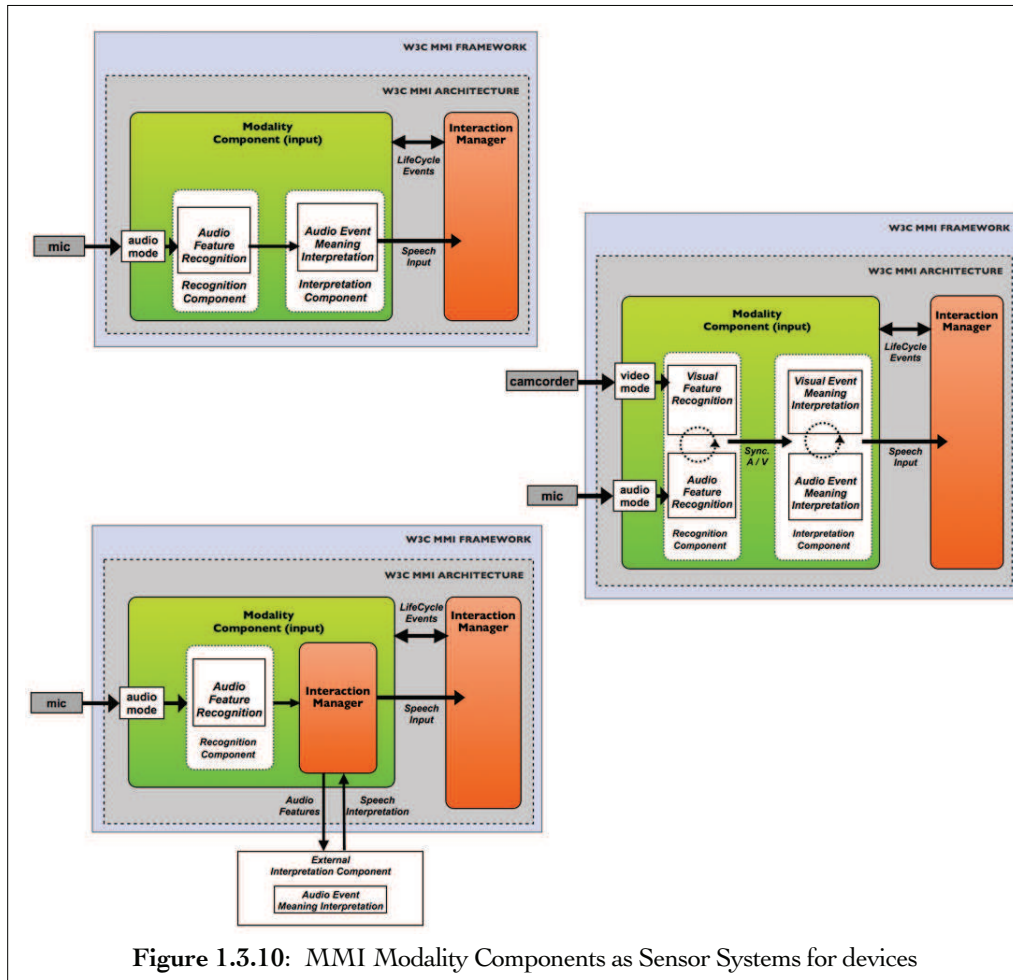 W3C MMI FRAMEWORK
W3C MMI ARCHITECTURE
Modality
Component (input)
Interaction
Manager
LifeCycle
Events
mic
audio
mode
Audio
Feature
Recognition
Recognition
Component
Audio Event
Meaning
Interpretation
Interpretation
Component
Speech
Input
W3C MMI FRAMEWORK
W3C MMI ARCHITECTURE
Modality
Component (input)
Interaction
Manager
LifeCycle
Events
camcorder
video
mode
Visual
Feature
Recognition
Visual Event
Meaning
Interpretation
Sync.
A / V
Speech
Input
mic
audio
mode
Audio
Feature
Recognition
Audio Event
Meaning
Interpretation
Recognition
Component
Interpretation
Component
W3C MMI FRAMEWORK
W3C MMI ARCHITECTURE
Modality
Component (input)
LifeCycle
Events
Interaction
Manager
mic
audio
mode
Audio
Feature
Recognition
Recognition
Component
Interaction
Manager
Speech
Input
Audio
Features
Speech
Interpretation
External
Interpretation Component
Audio Event
Meaning Interpretation
Figure 1.3.10: MMI Modality Components as Sensor Systems for devices